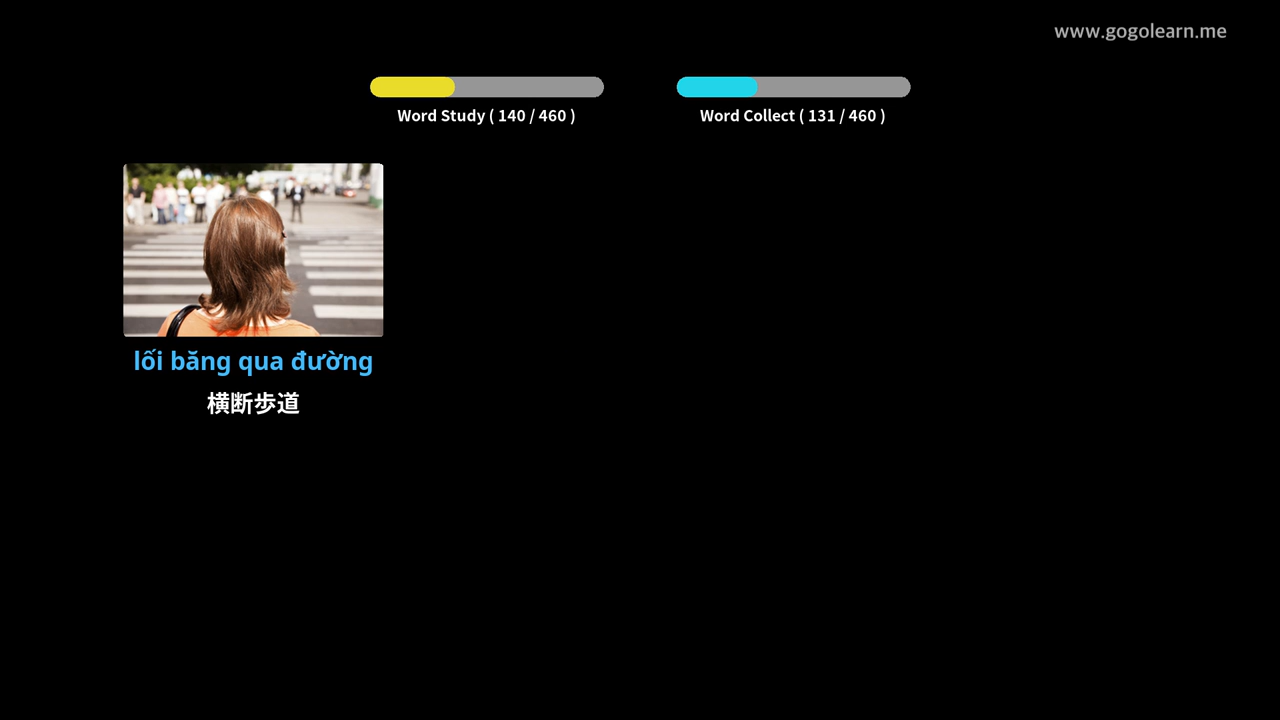 www.gogolearn.me
Word Study ( 140 / 460 )
Word Collect ( 131 / 460 )
lối băng qua đường
横断歩道